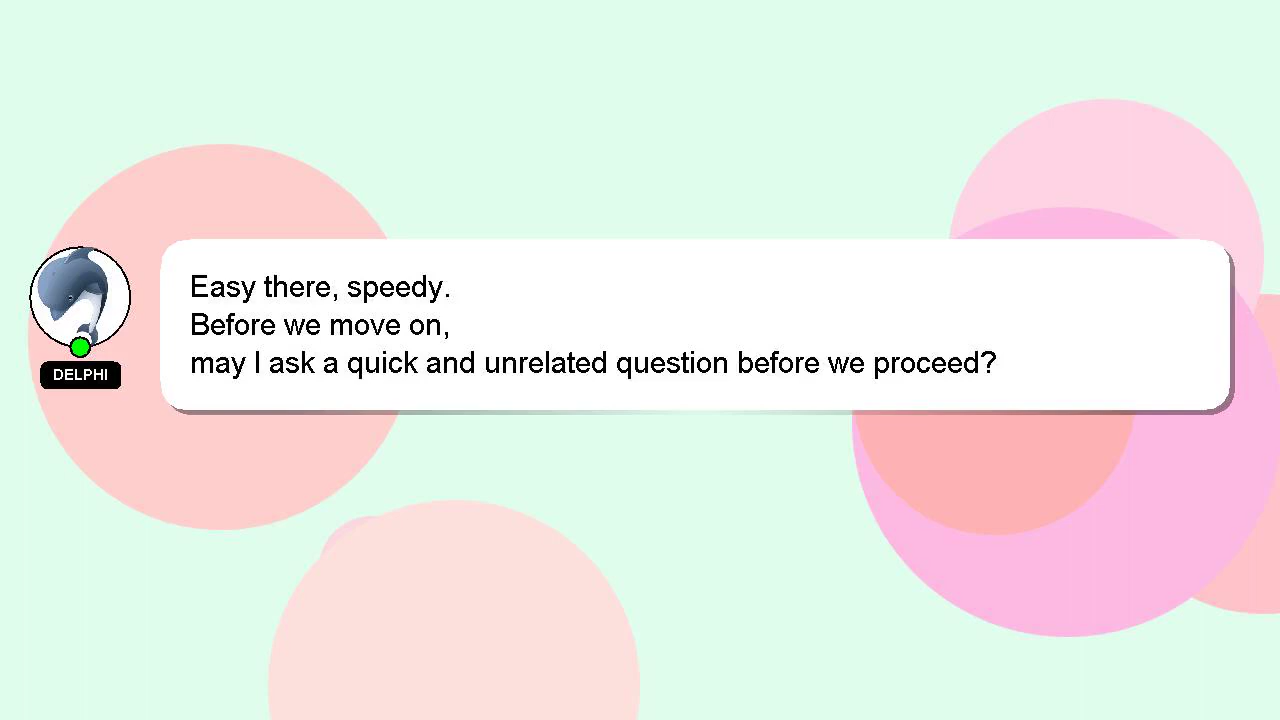 Easy there, speedy.
Before we move on,
may I ask a quick and unrelated question before we proceed?
DELPHI